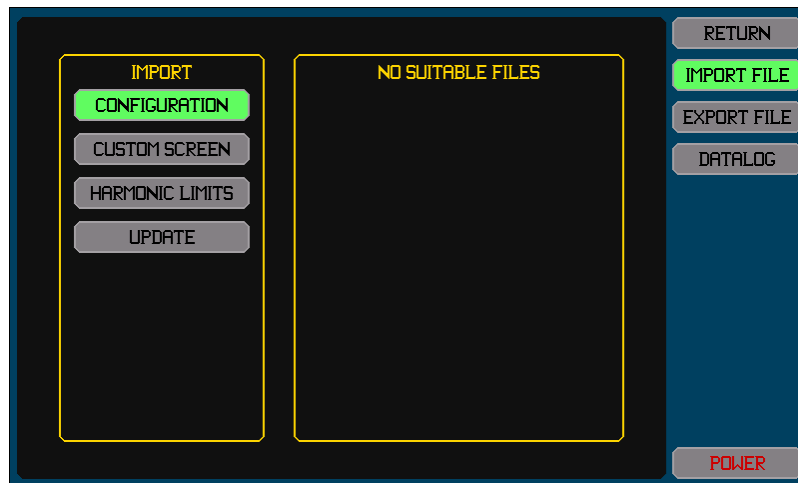 IMPORT
CONFIGURATION
CUSTOM SCREEN
HARMONIC LIMITS
UPDATE
NO SUITABLE FILES
RETURN
IMPORT FILE
EXPORT FILE
DATALOG
POWER